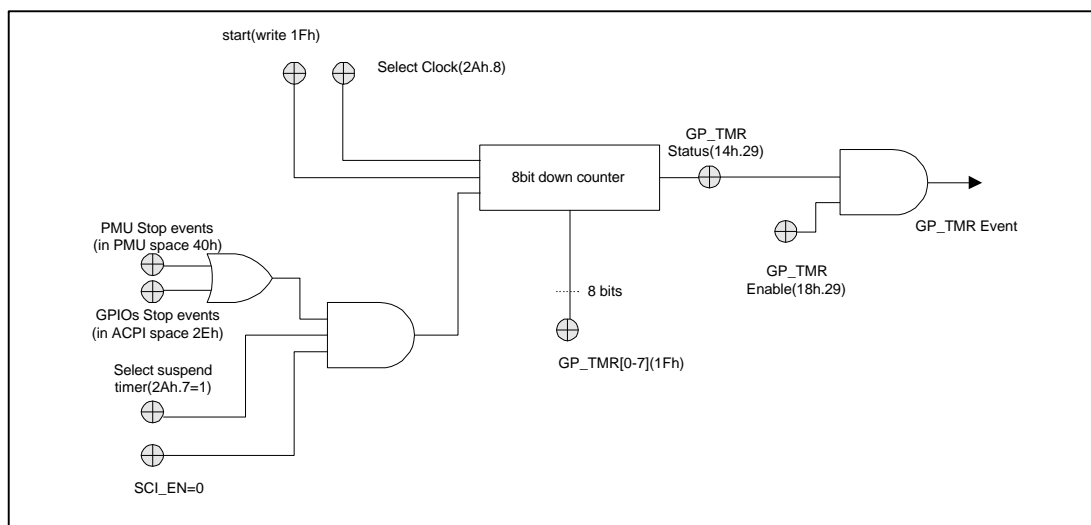 start(write 1Fh)
Select Clock(2Ah.8)
GP_TMR
Status(14h.29)
8bit down counter
PMU Stop events
(in PMU space 40h)
GP_TMR Event
GP_TMR
Enable(18h.29)
8 bits
GPIOs Stop events
(in ACPI space 2Eh)
GP_TMR[0-7](1Fh)
Select suspend
timer(2Ah.7=1)
SCI_EN=0